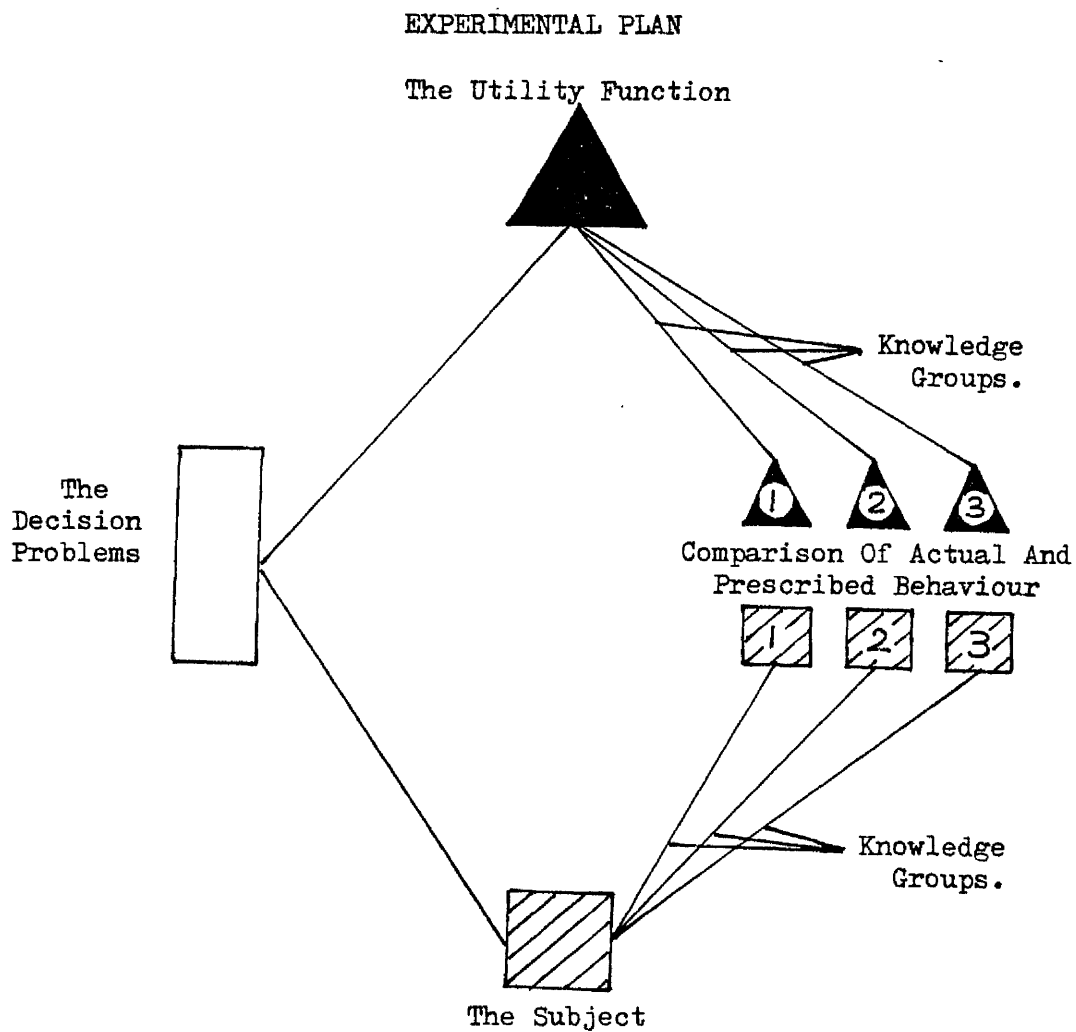 EXPERIMENTAL PLAN
The Utility Function
Knowledge
Groups.
The
Decision
Problems
1 2 3
Comparison Of Actual And
Prescribed Behaviour
1 2 3
Knowledge
Groups.
The Subject